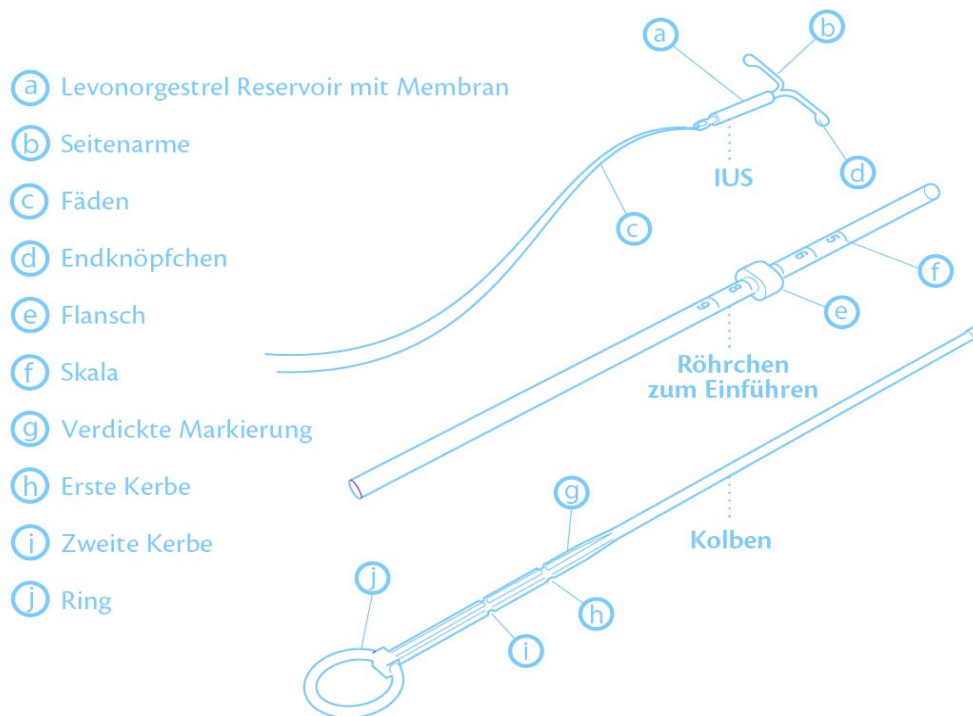 a Levonorgestrel Reservoir mit Membran
b Seitenarme
c Fäden
d Endknöpfchen
e Flansch
f Skala
g Verdickte Markierung
h Erste Kerbe
i Zweite Kerbe
j Ring
a
b
IUS
d
c
5
6
f
8
9
e
Röhrchen
zum Einführen
g
Kolben
j
h
i